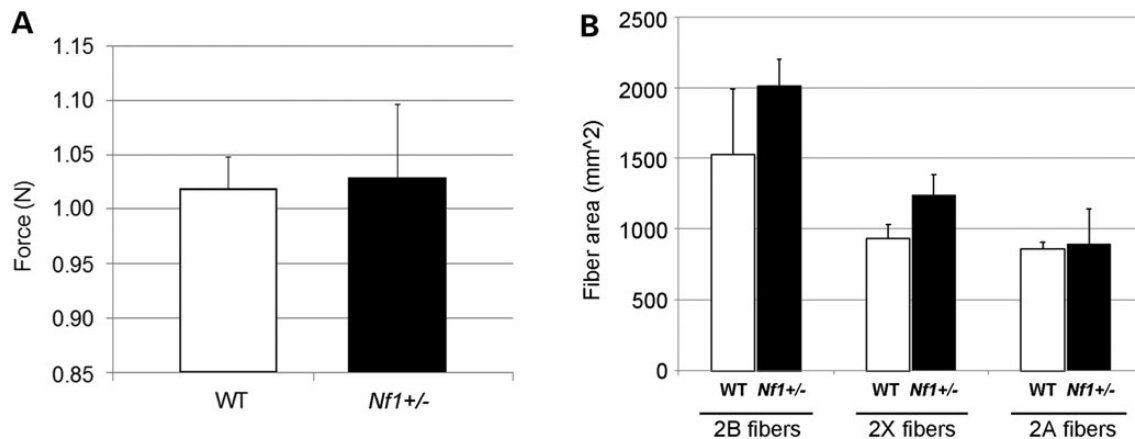 A
1.15
1.10
1.05
1.00
0.95
0.90
0.85
Force (N)
WT Nf1+/-
B
2500
2000
1500
1000
500
0
Fiber area (mm^2)
WT Nf1+/- WT Nf1+/- WT Nf1+/-
2B fibers 2X fibers 2A fibers